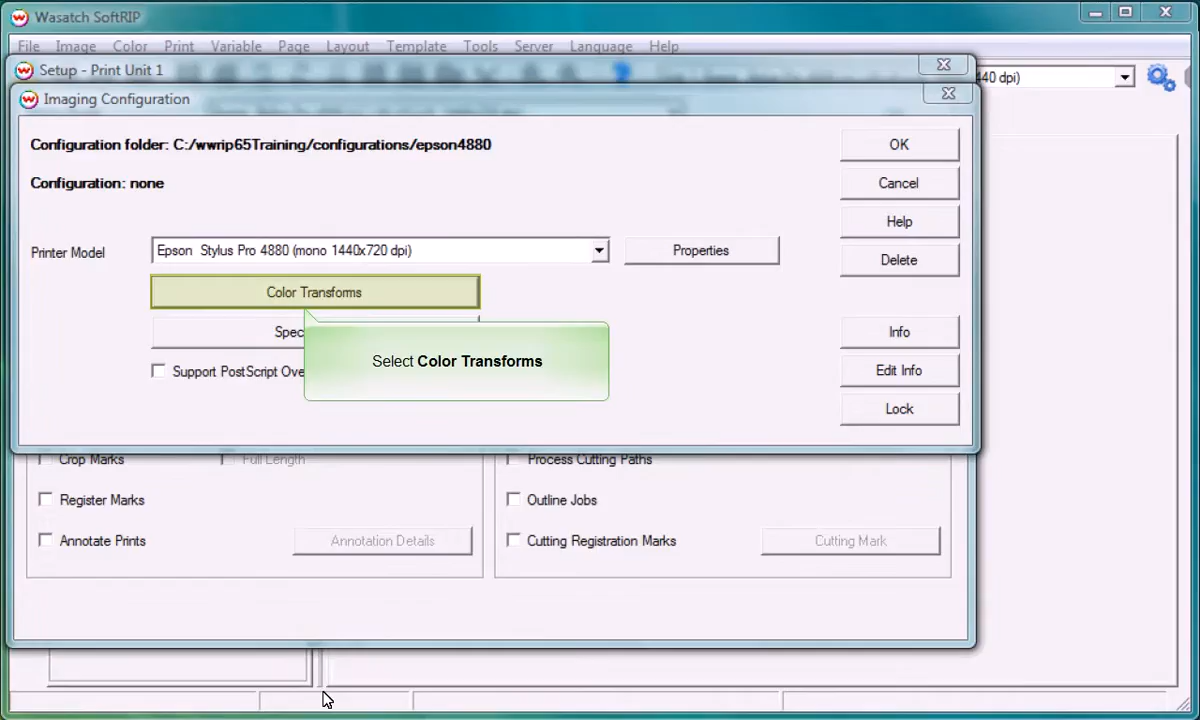 Wasatch SoftRIP
File Image Color Print Variable Page Layout Template Tools Server Language Help
Setup - Print Unit 1
40 dpi)
Imaging Configuration
Configuration folder: C:/wwrip65Training/configurations/epson4880
OK
Configuration: none
Cancel
Help
Printer Model
Epson Stylus Pro 4880 (mono 1440x720 dpi)
Properties
Delete
Color Transforms
Spec
Info
Select Color Transforms
Support PostScript Ove
Edit Info
Lock
Crop Marks
Full Length
Process Cutting Paths
Register Marks
Outline Jobs
Annotate Prints
Annotation Details
Cutting Registration Marks
Cutting Mark